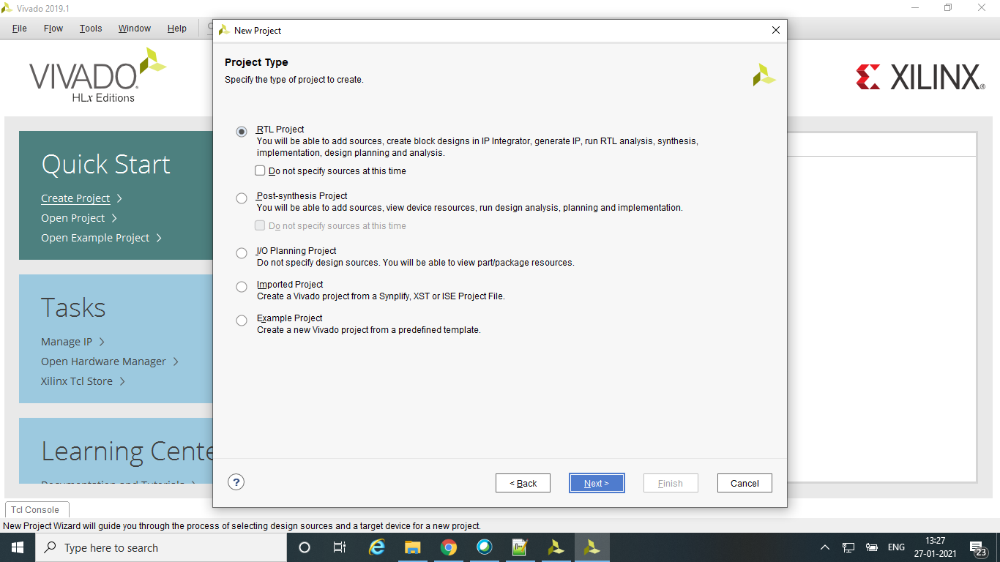 Vivado 2019.1
File Flow Tools Window Help
VIVADO
HLx Editions
XILINX
Quick Start
Create Project
Open Project
Open Example Project
Tasks
Manage IP
Open Hardware Manager
Xilinx Tcl Store
Learning Cente
Documentation and Tutorials
New Project
Project Type
Specify the type of project to create.
RTL Project
You will be able to add sources, create block designs in IP Integrator, generate IP, run RTL analysis, synthesis,
implementation, design planning and analysis.
Do not specify sources at this time
Post-synthesis Project
You will be able to add sources, view device resources, run design analysis, planning and implementation.
Do not specify sources at this time
I/O Planning Project
Do not specify design sources. You will be able to view part/package resources.
Imported Project
Create a Vivado project from a Synplify, XST or ISE Project File.
Example Project
Create a new Vivado project from a predefined template.
? < Back Next > Finish Cancel
Tcl Console
New Project Wizard will guide you through the process of selecting design sources and a target device for a new project.
Type here to search
ENG
13:27
27-01-2021
23